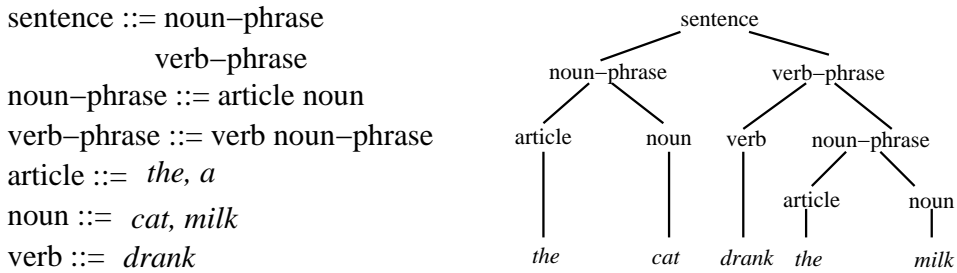 sentence ::= noun−phrase
verb−phrase
noun−phrase ::= article noun
verb−phrase ::= verb noun−phrase
article ::= the, a
noun ::= cat, milk
verb ::= drank
sentence
noun−phrase verb−phrase
article noun verb noun−phrase
article noun
the cat drank the milk